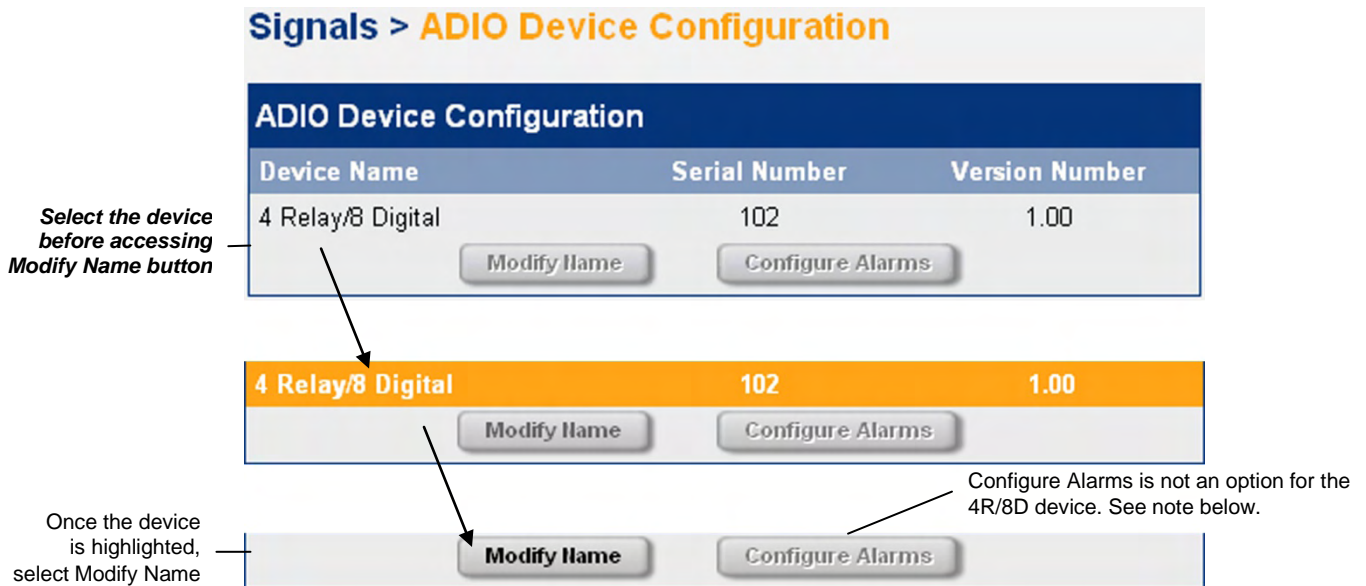 Signals > ADIO Device Configuration
ADIO Device Configuration
Device Name Serial Number Version Number
4 Relay/8 Digital 102 1.00
Modify Name Configure Alarms
Select the device
before accessing
Modify Name button
4 Relay/8 Digital 102 1.00
Modify Name Configure Alarms
Configure Alarms is not an option for the
4R/8D device. See note below.
Once the device
is highlighted,
select Modify Name
Modify Name Configure Alarms